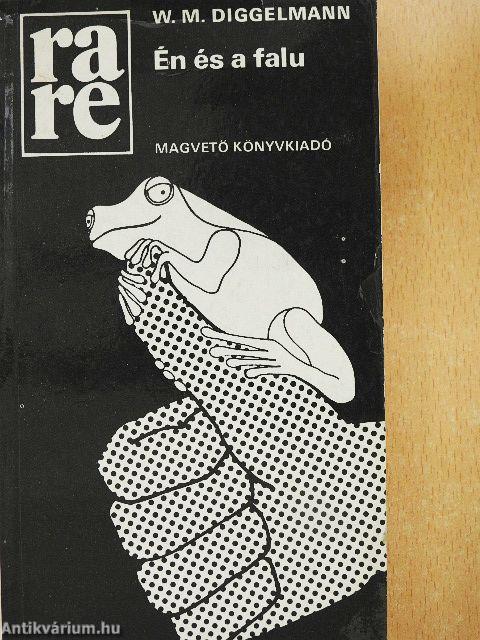 ra
re
W. M. DIGGELMANN
Én és a falu
MAGVETŐ KÖNYVKIADÓ
Antikvárium.hu